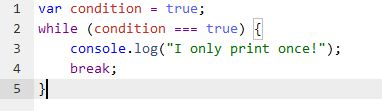 1 var condition = true;
2 while (condition === true) {
3     console.log("I only print once!");
4     break;
5 }